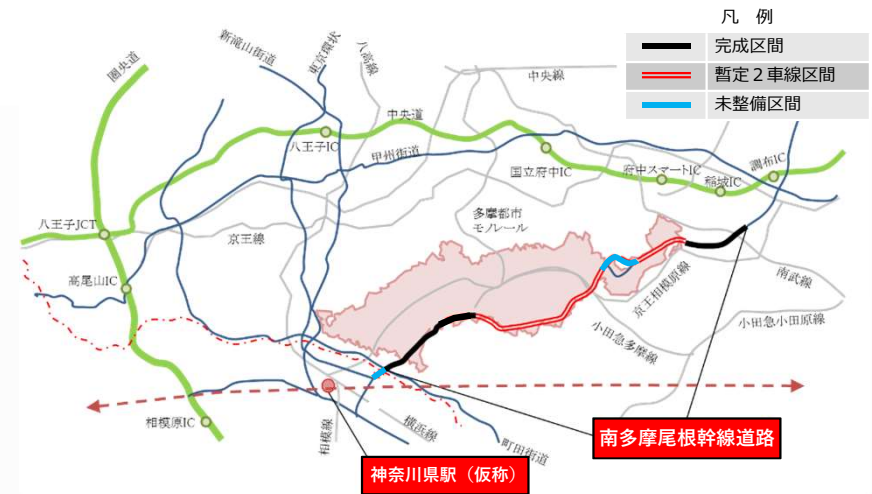 凡 例
完成区間
暫定２車線区間
未整備区間
圏央道
新滝山街道
東京環状
八高線
中央線
中央道
八王子IC
甲州街道
国立府中IC
府中スマートIC
稲城IC
調布IC
八王子JCT
京王線
多摩都市
モノレール
高尾山IC
京王相模原線
南武線
小田急多摩線
小田急小田原線
相模原IC
相模線
横浜線
町田街道
南多摩尾根幹線道路
神奈川県駅（仮称）